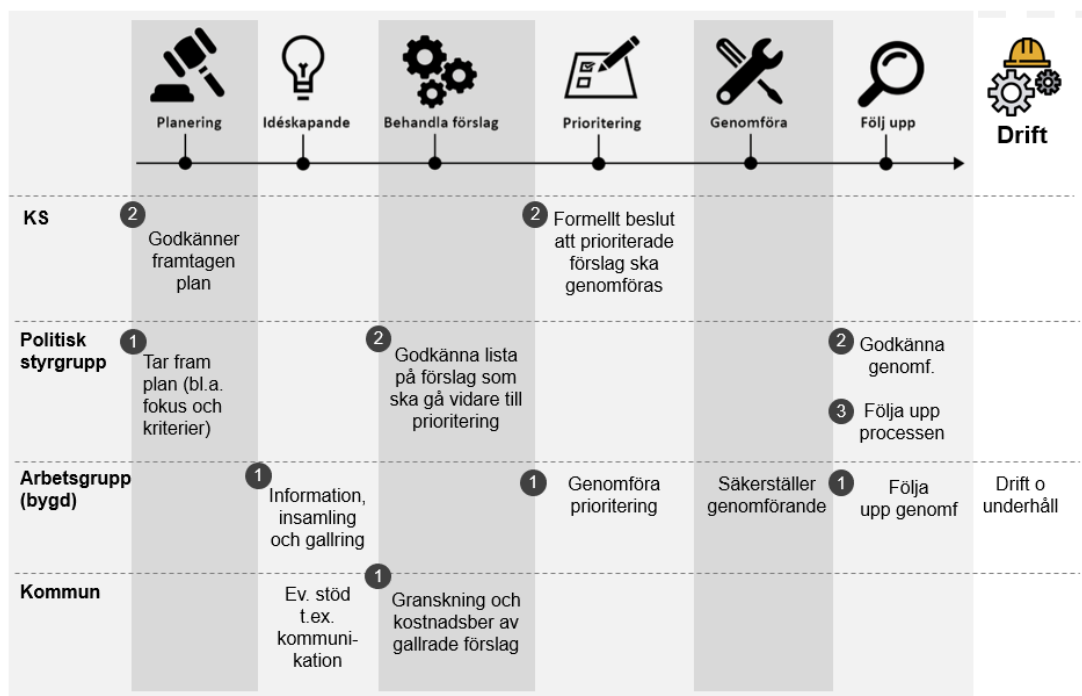 Planering
Idéskapande
Behandla förslag
Prioritering
Genomföra
Följ upp
Drift
KS
2
Godkänner
framtagen
plan
2
Formellt beslut
att prioriterade
förslag ska
genomföras
Politisk
styrgrupp
1
Tar fram
plan (bl.a.
fokus och
kriterier)
2
Godkänna lista
på förslag som
ska gå vidare till
prioritering
2
Godkänna
genomf.
3
Följa upp
processen
Arbetsgrupp
(bygd)
1
Information,
insamling
och gallring
1
Genomföra
prioritering
Säkerställer
genomförande
1
Följa
upp genomf
Drift o
underhåll
Kommun
Ev. stöd
t.ex.
kommuni-
kation
1
Granskning och
kostnadsber av
gallrade förslag